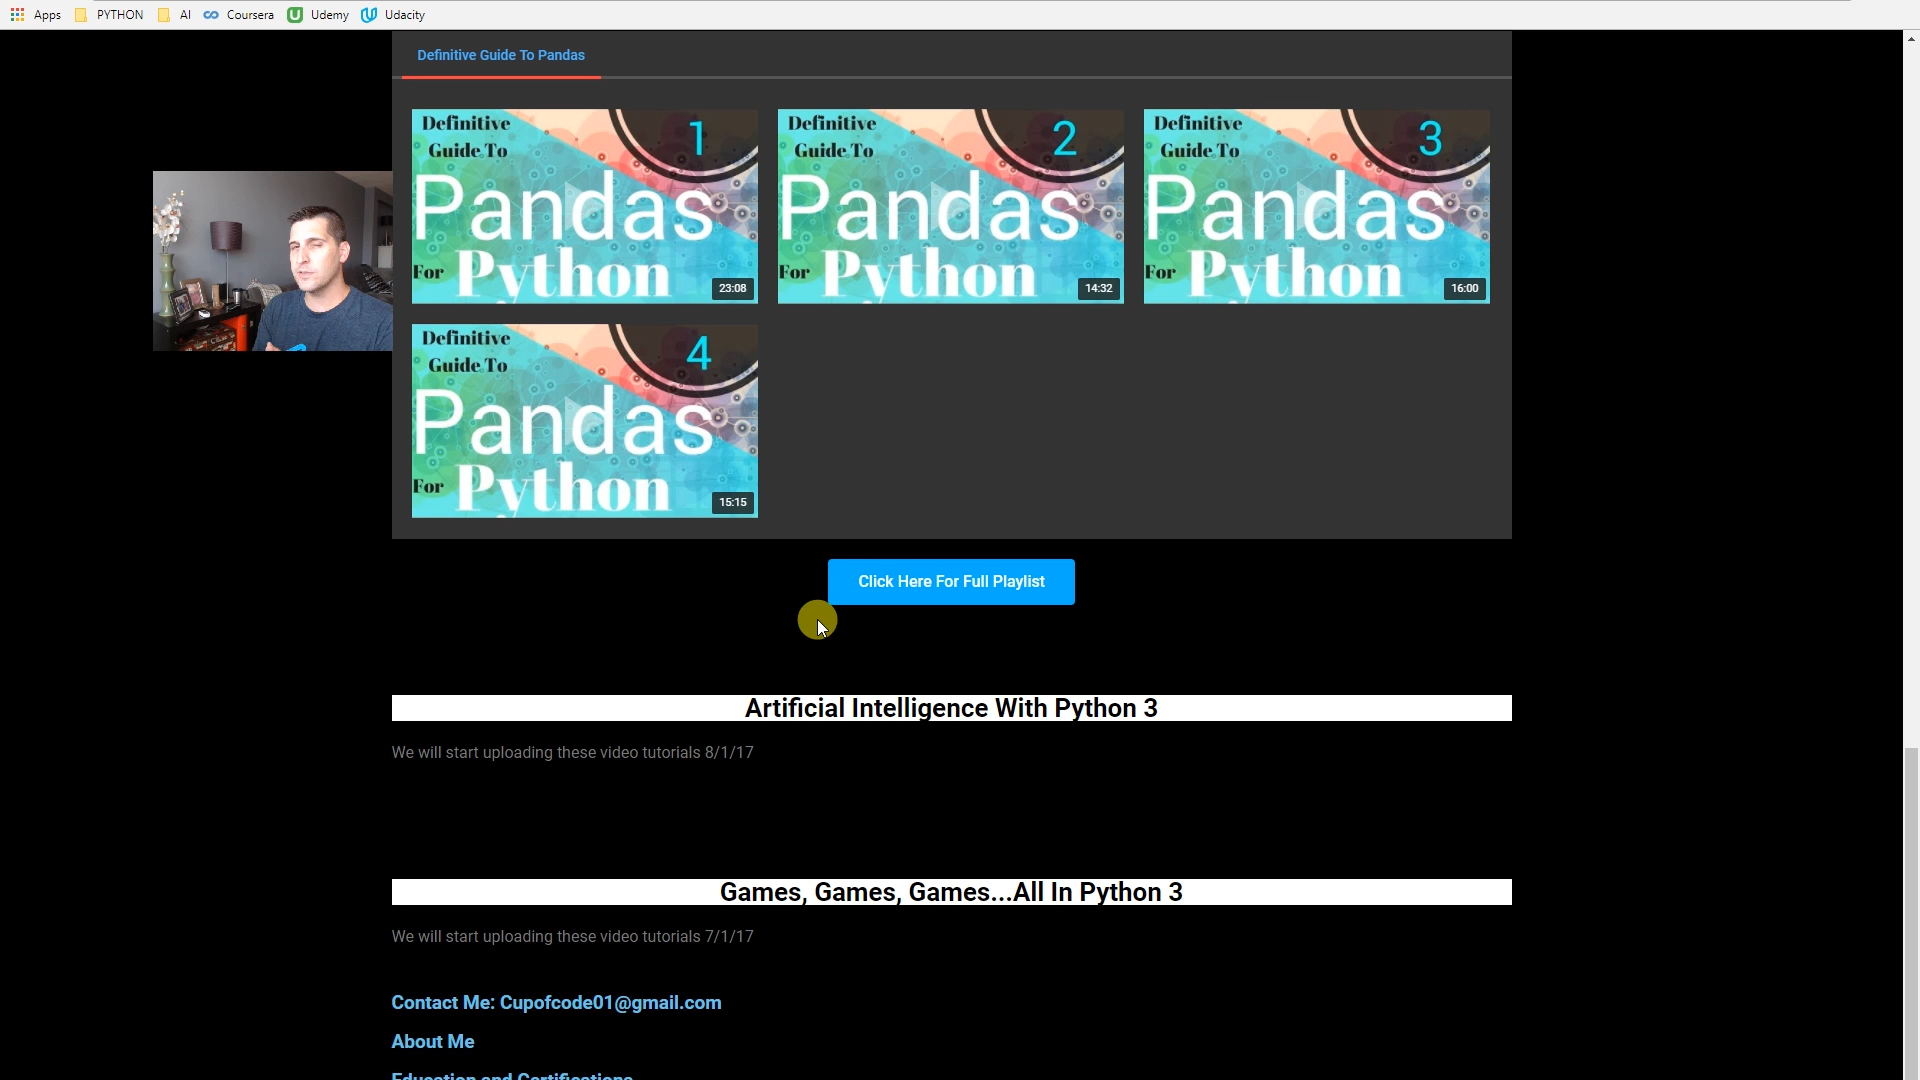 Apps PYTHON AI Coursera Udemy Udacity
Definitive Guide To Pandas
Definitive
Guide To
1
Pandas
For Python
23:08
Definitive
Guide To
2
Pandas
For Python
14:32
Definitive
Guide To
3
Pandas
For Python
16:00
Definitive
Guide To
4
Pandas
For Python
15:15
Click Here For Full Playlist
Artificial Intelligence With Python 3
We will start uploading these video tutorials 8/1/17
Games, Games, Games...All In Python 3
We will start uploading these video tutorials 7/1/17
Contact Me: Cupofcode01@gmail.com
About Me
Education and Certifications